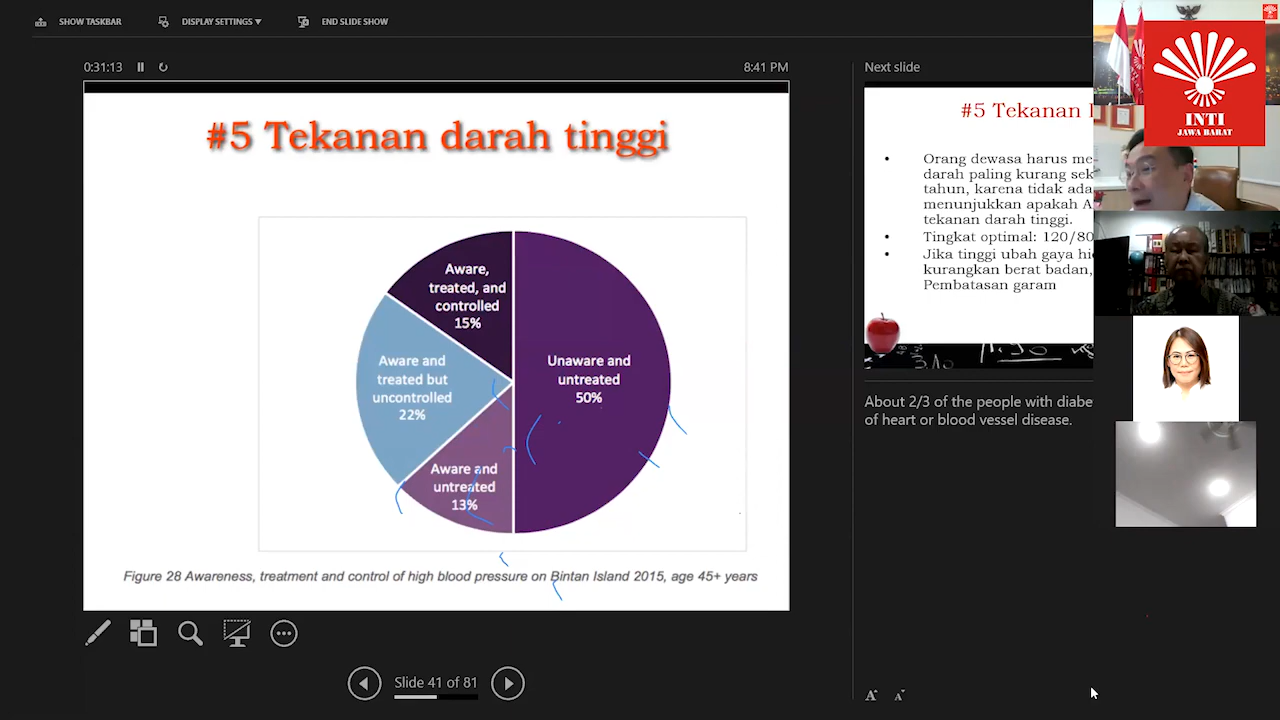 SHOW TASKBAR
DISPLAY SETTINGS
END SLIDE SHOW
0:31:13
8:41 PM
#5 Tekanan darah tinggi
Aware,
treated, and
controlled
15%
Aware and
treated but
uncontrolled
22%
Aware and
untreated
13%
Unaware and
untreated
50%
Figure 28 Awareness, treatment and control of high blood pressure on Bintan Island 2015, age 45+ years
Slide 41 of 81
Next slide
#5 Tekanan
• Orang dewasa harus me
darah paling kurang sek
tahun, karena tidak ada
menunjukkan apakah A
tekanan darah tinggi.
• Tingkat optimal: 120/80
• Jika tinggi ubah gaya hi
kurangkan berat badan,
Pembatasan garam
About 2/3 of the people with diabe
of heart or blood vessel disease.
A A
INTI
JAWA BARAT